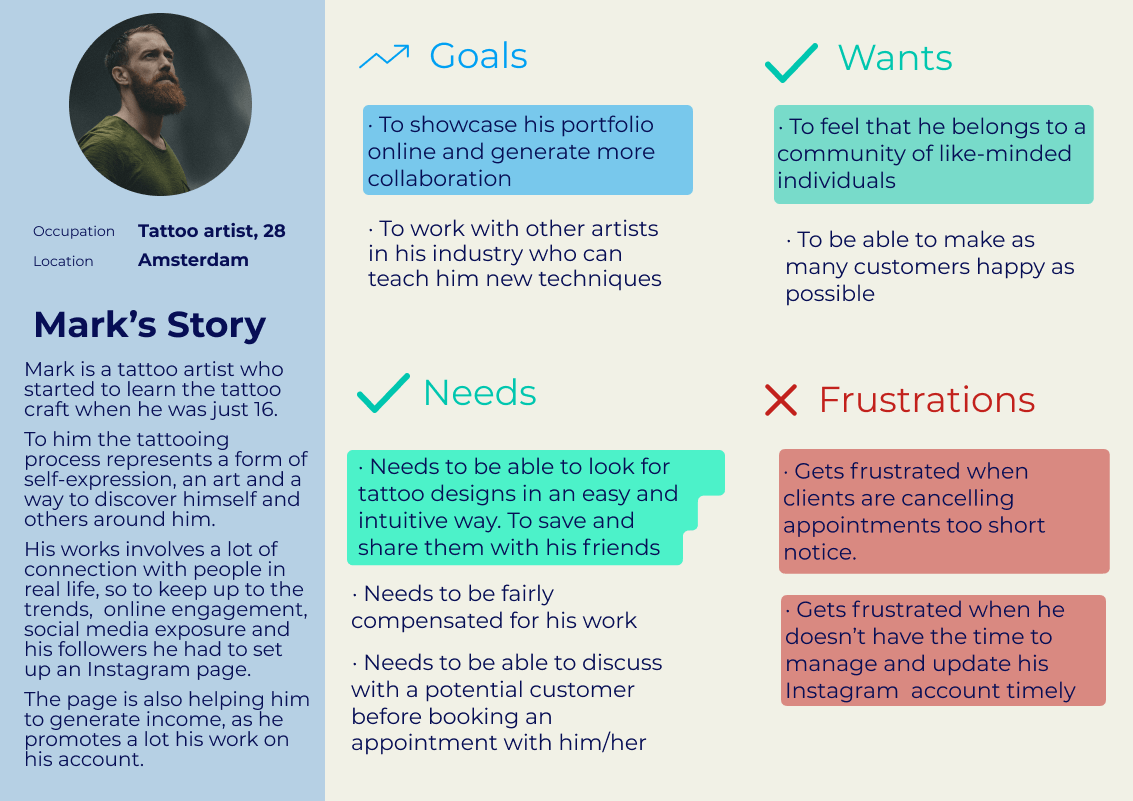 Occupation Tattoo artist, 28
Location Amsterdam
Mark's Story
Mark is a tattoo artist who
started to learn the tattoo
craft when he was just 16.
To him the tattooing
process represents a form of
self-expression, an art and a
way to discover himself and
others around him.
His works involves a lot of
connection with people in
real life, so to keep up to the
trends,  online engagement,
social media exposure and
his followers he had to set
up an Instagram page.
The page is also helping him
to generate income, as he
promotes a lot his work on
his account.
Goals
· To showcase his portfolio
online and generate more
collaboration
· To work with other artists
in his industry who can
teach him new techniques
Wants
· To feel that he belongs to a
community of like-minded
individuals
· To be able to make as
many customers happy as
possible
Needs
· Needs to be able to look for
tattoo designs in an easy and
intuitive way. To save and
share them with his friends
· Needs to be fairly
compensated for his work
· Needs to be able to discuss
with a potential customer
before booking an
appointment with him/her
Frustrations
· Gets frustrated when
clients are cancelling
appointments too short
notice.
· Gets frustrated when he
doesn't have the time to
manage and update his
Instagram  account timely